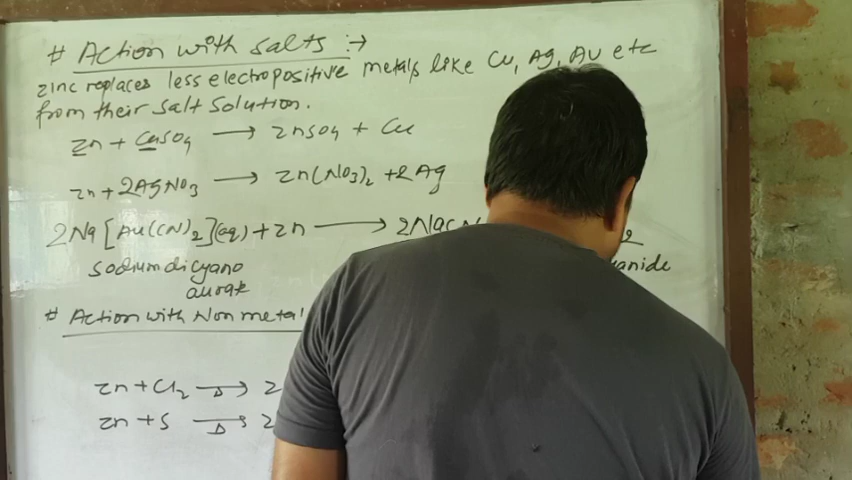 # Action with salts :→
zinc replaces less electropositive metals like Cu, Ag, Au etc
from their salt solution.
Zn + CuSO4 → ZnSO4 + Cu
Zn + 2AgNO3 → Zn(NO3)2 + 2Ag
2Na[Au(CN)2](aq) + Zn → 2NaCN
sodium dicyano anide
aurate
# Action with Non metal
Zn + Cl2 —Δ→ Z
Zn + S —Δ→ Z